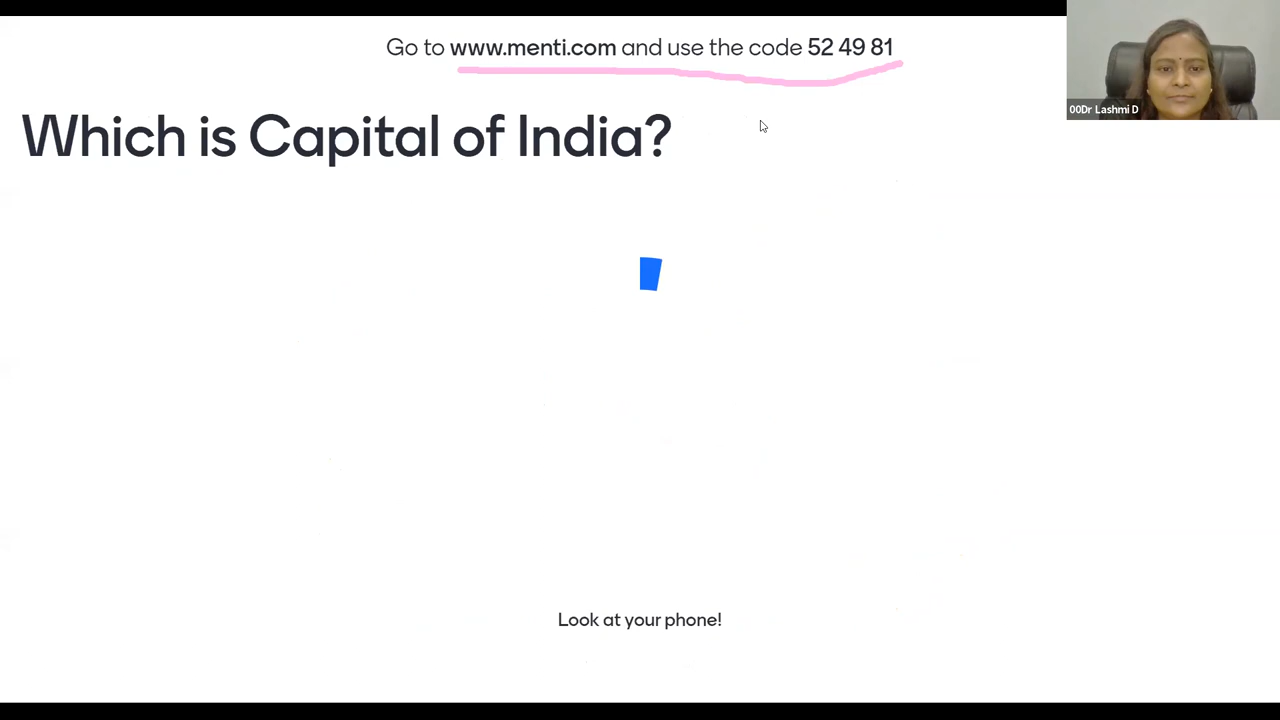 Go to www.menti.com and use the code 52 49 81
00Dr Lashmi D
Which is Capital of India?
Look at your phone!